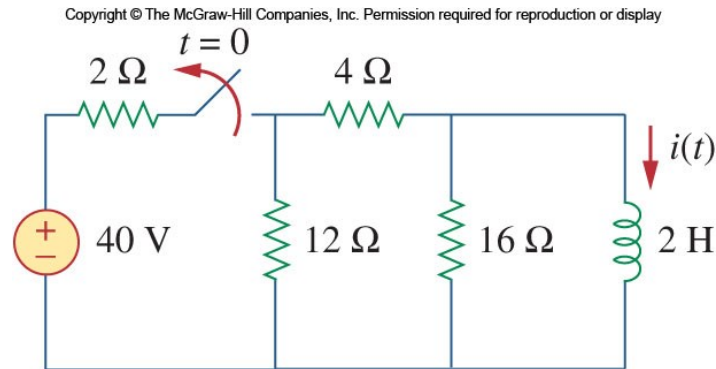 Copyright © The McGraw-Hill Companies, Inc. Permission required for reproduction or display
t = 0
2 Ω
4 Ω
i(t)
+
−
40 V
12 Ω
16 Ω
2 H